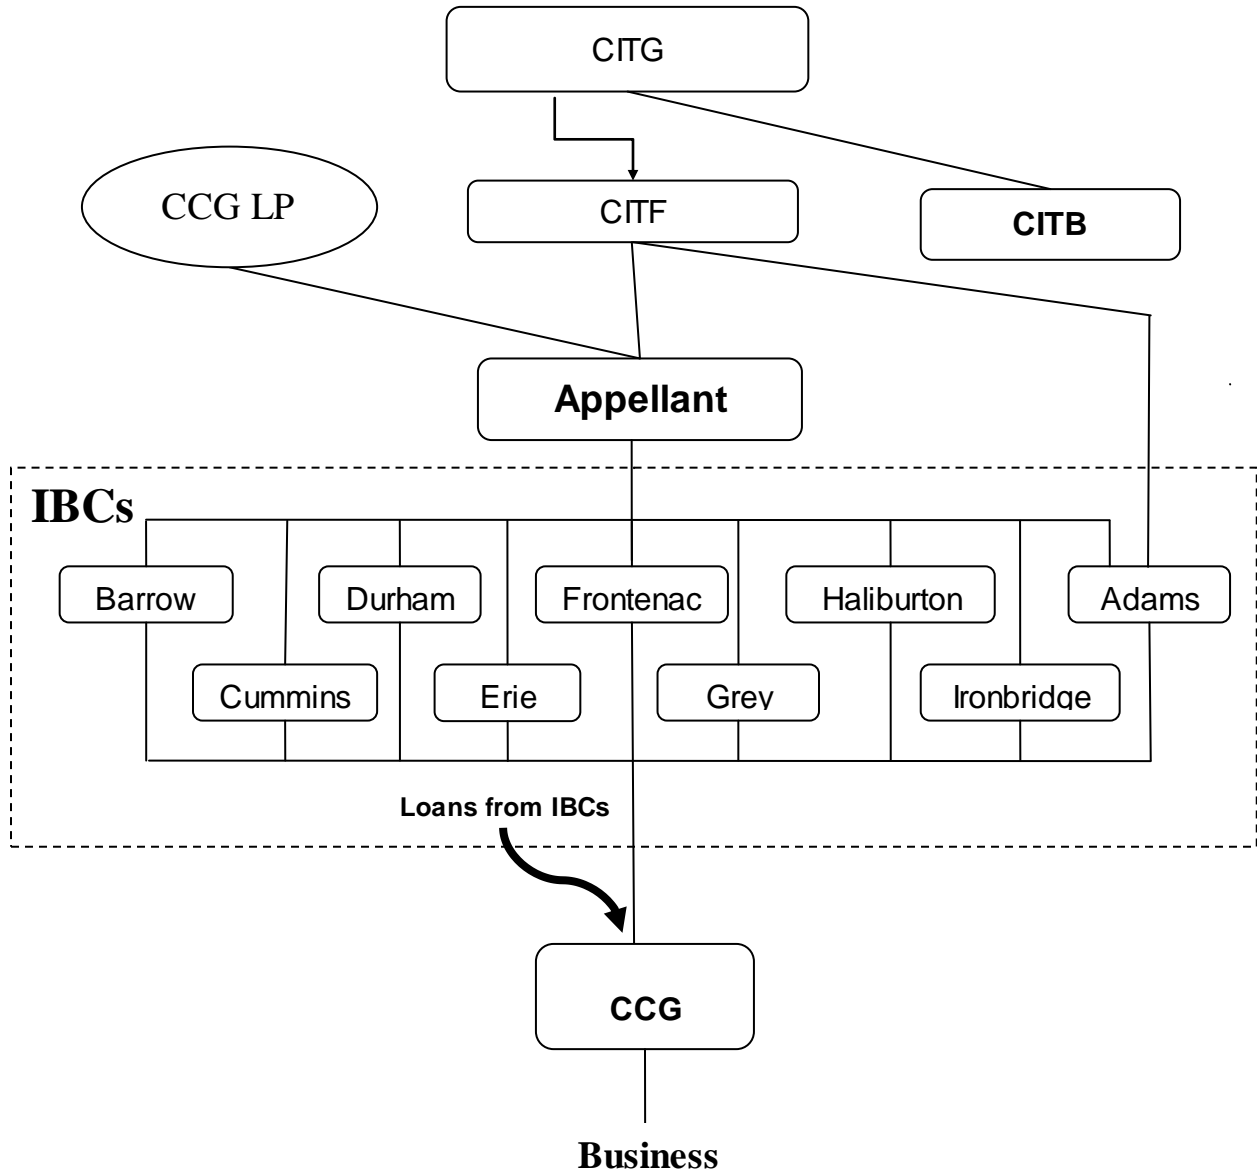 CITG
CCG LP
CITF
CITB
Appellant
IBCs
Barrow
Durham
Frontenac
Haliburton
Adams
Cummins
Erie
Grey
Ironbridge
Loans from IBCs
CCG
Business